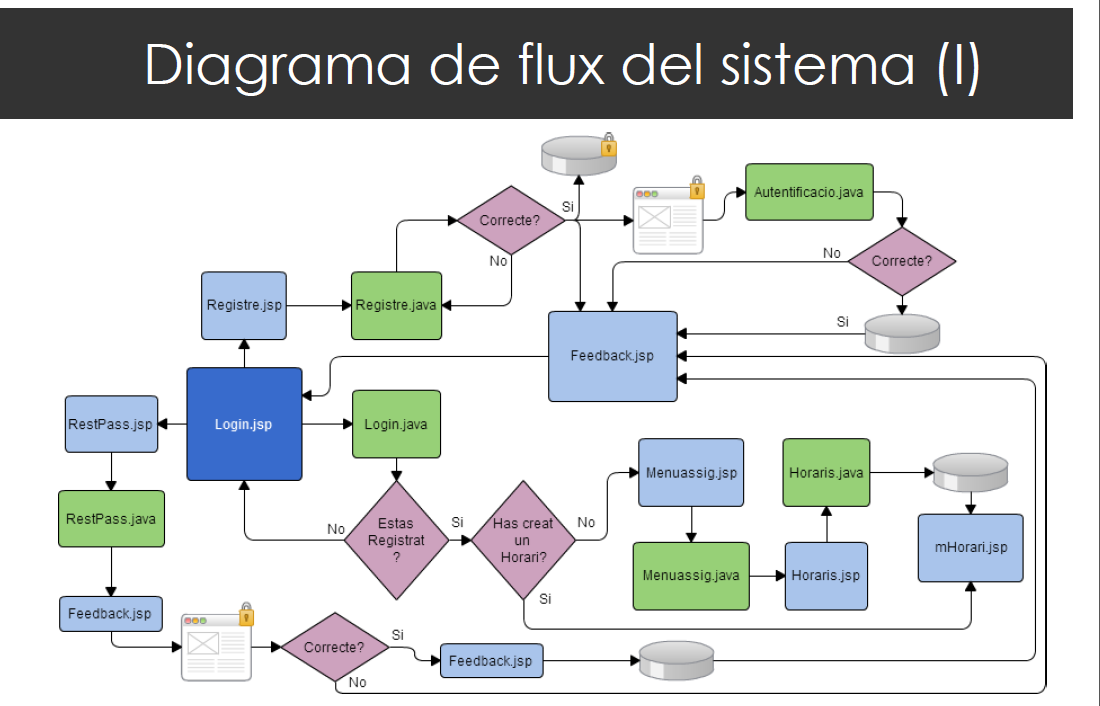 Diagrama de flux del sistema (I)
Correcte?
Si
No
Autentificacio.java
Correcte?
No
Si
Registre.jsp
Registre.java
Feedback.jsp
RestPass.jsp
Login.jsp
Login.java
RestPass.java
No
Estas
Registrat
?
Si
Has creat
un
Horari?
No
Si
Menuassig.jsp
Menuassig.java
Horaris.java
Horaris.jsp
mHorari.jsp
Feedback.jsp
Correcte?
Si
No
Feedback.jsp